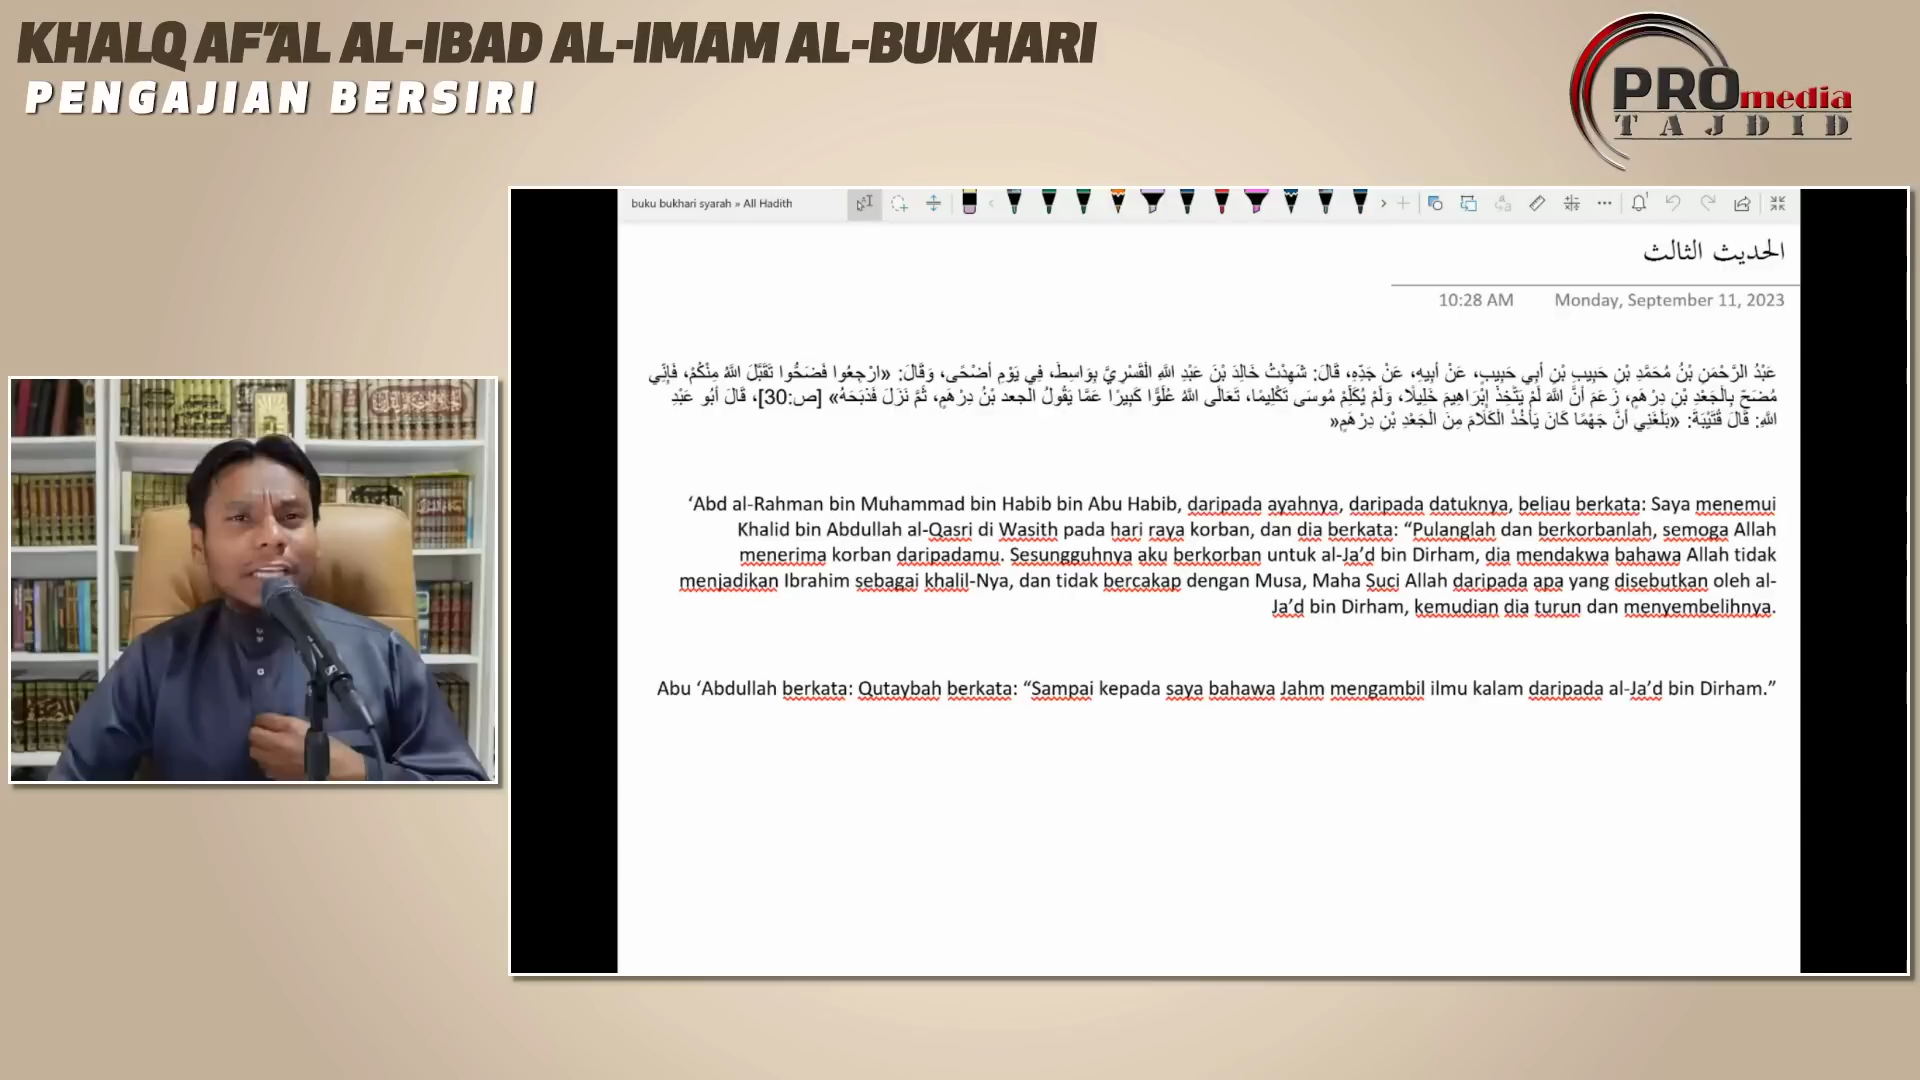 KHALQ AF'AL AL-IBAD AL-IMAM AL-BUKHARI
PENGAJIAN BERSIRI
PROmedia
TAJDID
buku bukhari syarah » All Hadith
الحديث الثالث
10:28 AM Monday, September 11, 2023
عَبْدُ الرَّحْمَنِ بْنُ مُحَمَّدِ بْنِ حَبِيبِ بْنِ أَبِي حَبِيبٍ، عَنْ أَبِيهِ، عَنْ جَدِّهِ، قَالَ: شَهِدْتُ خَالِدَ بْنَ عَبْدِ اللَّهِ الْقَسْرِيَّ بِوَاسِطَ، فِي يَوْمِ أَضْحًى، وَقَالَ: «ارْجِعُوا فَضَحُّوا تَقَبَّلَ اللَّهُ مِنْكُمْ، فَإِنِّي
مُضَحٍّ بِالْجَعْدِ بْنِ دِرْهَمٍ، زَعَمَ أَنَّ اللَّهَ لَمْ يَتَّخِذْ إِبْرَاهِيمَ خَلِيلًا، وَلَمْ يُكَلِّمْ مُوسَى تَكْلِيمًا، تَعَالَى اللَّهُ عُلُوًّا كَبِيرًا عَمَّا يَقُولُ الْجعد بْنُ دِرْهَمٍ، ثُمَّ نَزَلَ فَذَبَحَهُ» [ص:30]، قَالَ أَبُو عَبْدِ
اللَّهِ: قَالَ قُتَيْبَةُ: «بَلَغَنِي أَنَّ جَهْمًا كَانَ يَأْخُذُ الْكَلَامَ مِنَ الْجَعْدِ بْنِ دِرْهَمٍ»
‘Abd al-Rahman bin Muhammad bin Habib bin Abu Habib, daripada ayahnya, daripada datuknya, beliau berkata: Saya menemui
Khalid bin Abdullah al-Qasri di Wasith pada hari raya korban, dan dia berkata: “Pulanglah dan berkorbanlah, semoga Allah
menerima korban daripadamu. Sesungguhnya aku berkorban untuk al-Ja’d bin Dirham, dia mendakwa bahawa Allah tidak
menjadikan Ibrahim sebagai khalil-Nya, dan tidak bercakap dengan Musa, Maha Suci Allah daripada apa yang disebutkan oleh al-
Ja’d bin Dirham, kemudian dia turun dan menyembelihnya.
Abu ‘Abdullah berkata: Qutaybah berkata: “Sampai kepada saya bahawa Jahm mengambil ilmu kalam daripada al-Ja’d bin Dirham.”